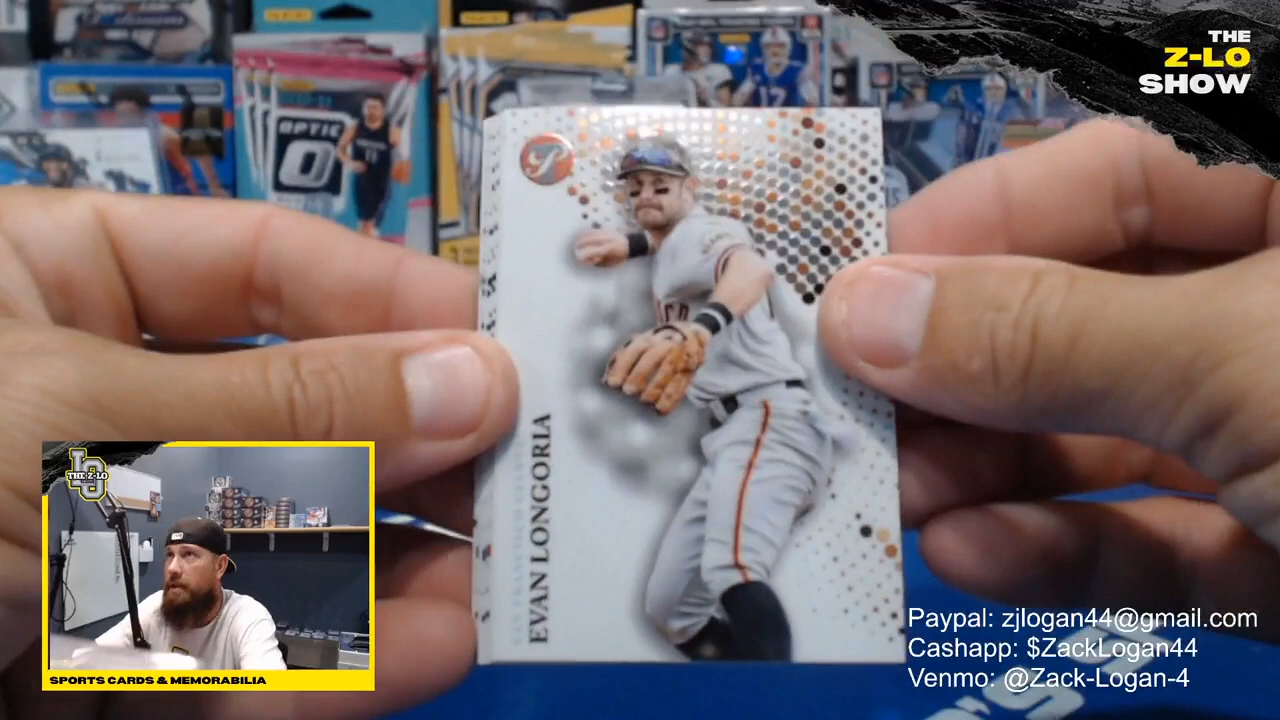 THE
Z-LO
SHOW
OPTIC
17
EVAN LONGORIA
THE Z-LO
SPORTS CARDS & MEMORABILIA
Paypal: zjlogan44@gmail.com
Cashapp: $ZackLogan44
Venmo: @Zack-Logan-4